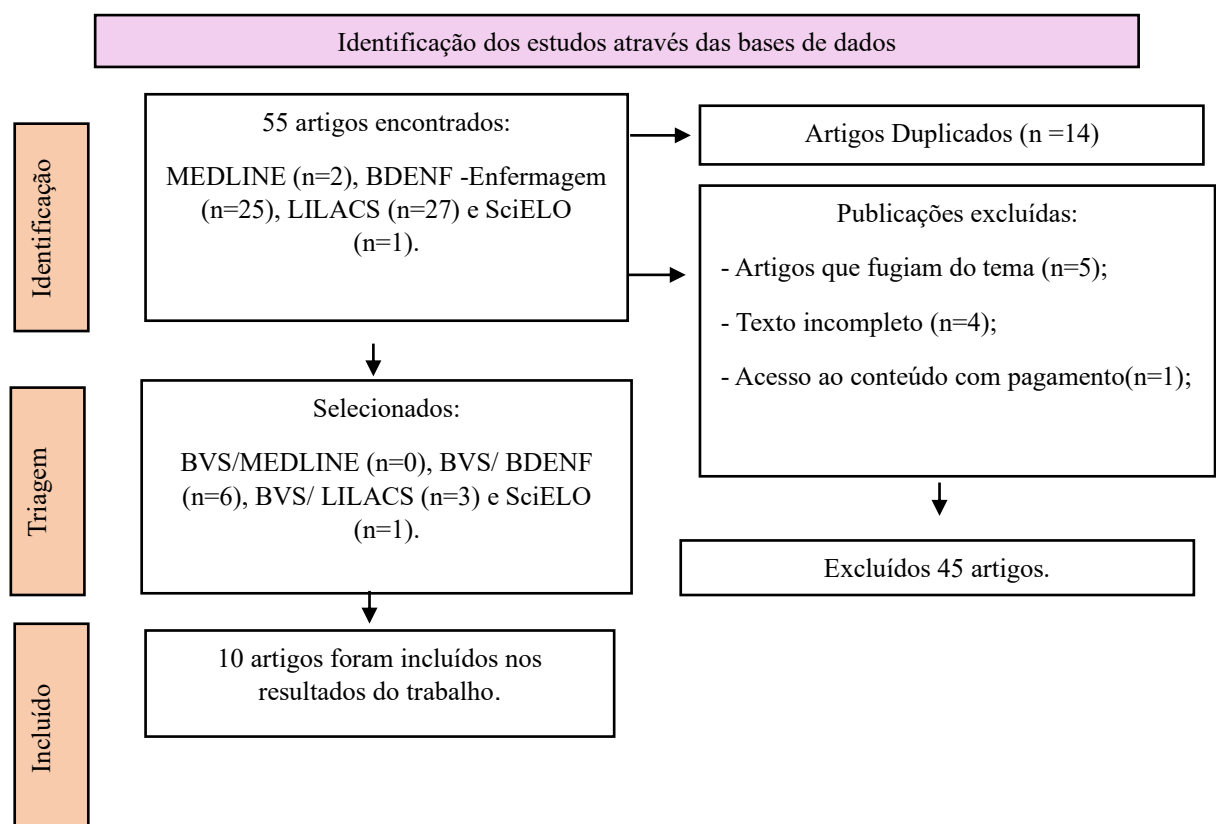 Identificação dos estudos através das bases de dados
Identificação
55 artigos encontrados:
MEDLINE (n=2), BDENF -Enfermagem
(n=25), LILACS (n=27) e SciELO
(n=1).
Artigos Duplicados (n =14)
Publicações excluídas:
- Artigos que fugiam do tema (n=5);
- Texto incompleto (n=4);
- Acesso ao conteúdo com pagamento(n=1);
Triagem
Selecionados:
BVS/MEDLINE (n=0), BVS/ BDENF
(n=6), BVS/ LILACS (n=3) e SciELO
(n=1).
Excluídos 45 artigos.
Incluído
10 artigos foram incluídos nos
resultados do trabalho.